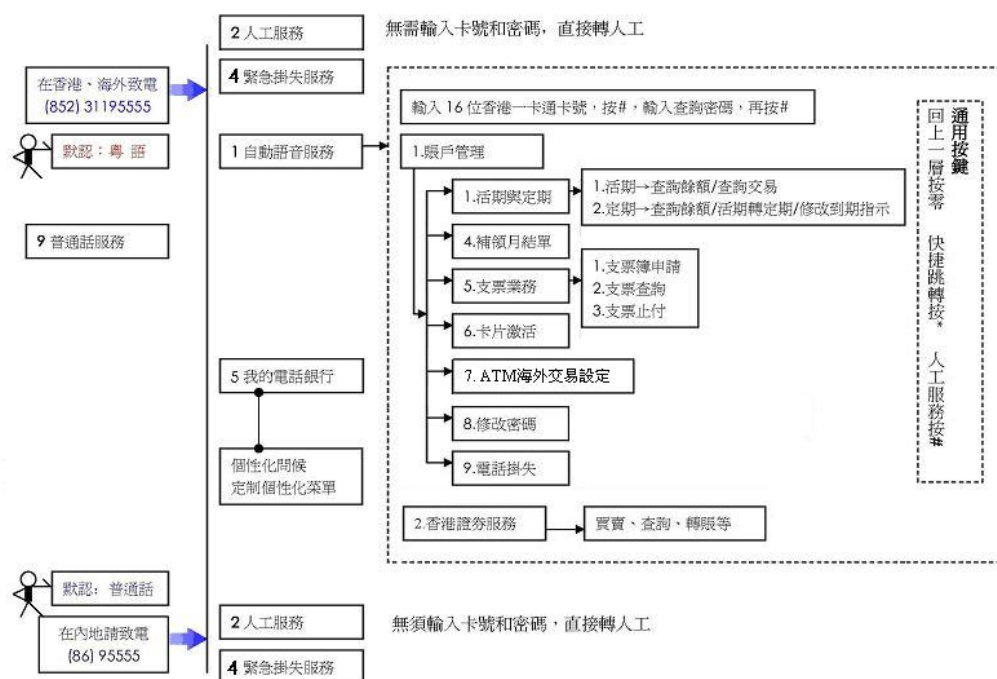 2 人工服務
無需輸入卡號和密碼, 直接轉人工
4 緊急掛失服務
在香港、海外致電
(852) 31195555
默認：粵 語
9 普通話服務
1 自動語音服務
輸入 16 位香港一卡通卡號，按#，輸入查詢密碼，再按#
1.賬戶管理
1.活期與定期
1.活期→查詢餘額/查詢交易
2.定期→查詢餘額/活期轉定期/修改到期指示
4.補領月結單
5.支票業務
1.支票簿申請
2.支票查詢
3.支票止付
6.卡片激活
7. ATM海外交易設定
8.修改密碼
9.電話掛失
2.香港證券服務
買賣、查詢、轉賬等
通用按鍵
回上一層按零 快捷跳轉按* 人工服務按#
5 我的電話銀行
個性化問候
定制個性化菜單
默認: 普通話
在內地請致電
(86) 95555
2 人工服務
無須輸入卡號和密碼，直接轉人工
4 緊急掛失服務